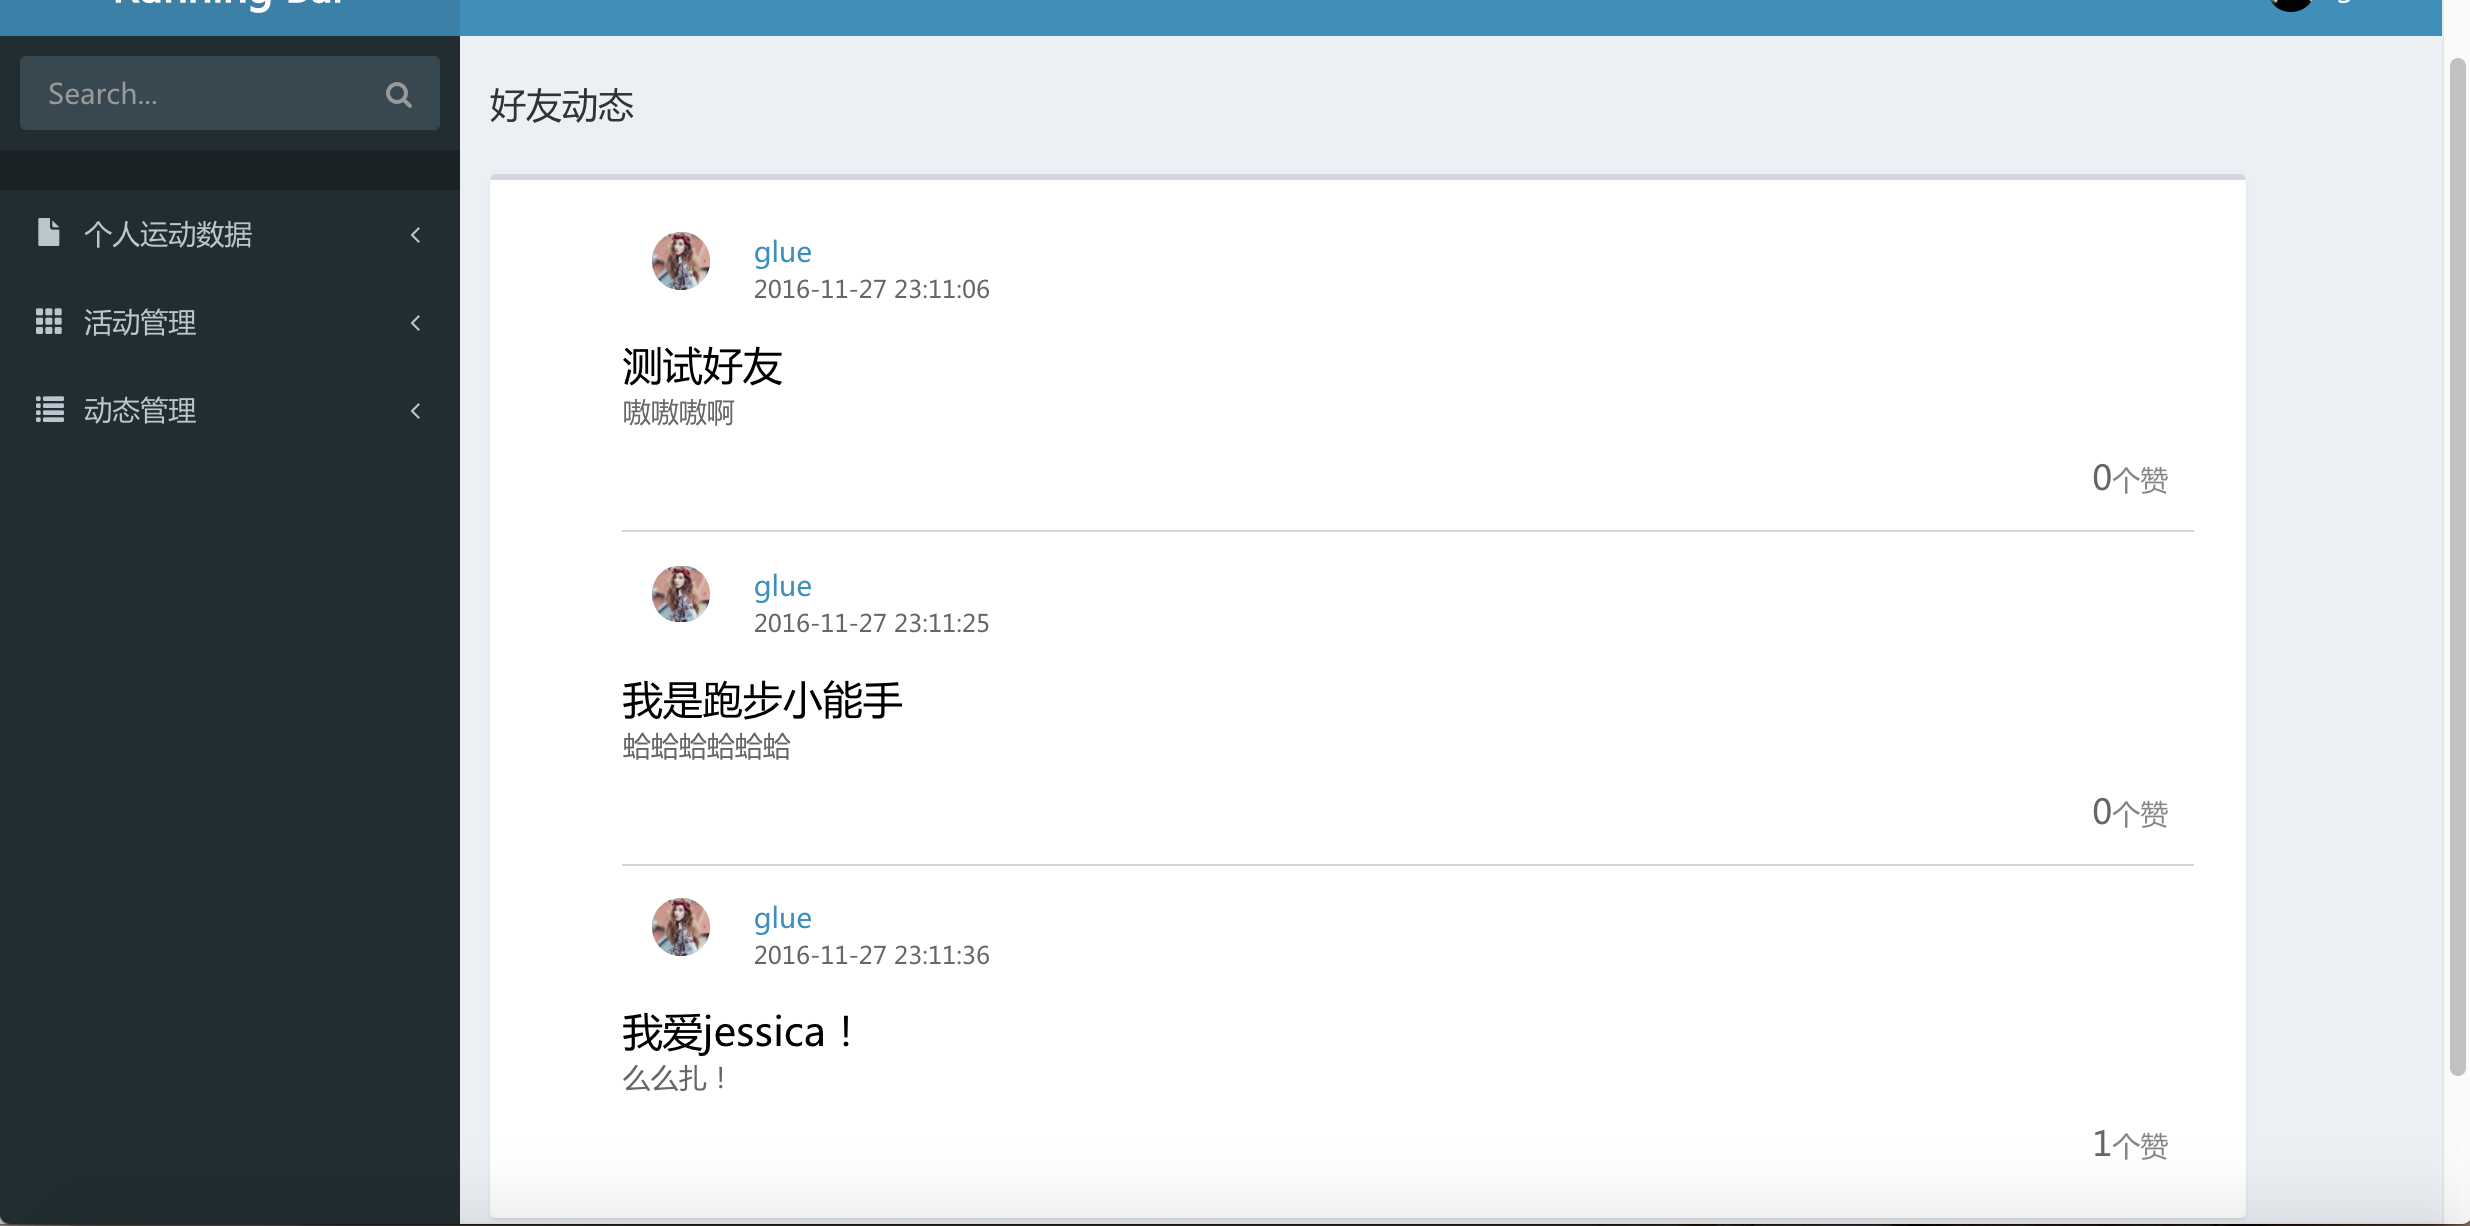 Running Bar
Search...
个人运动数据
活动管理
动态管理
好友动态
glue
2016-11-27 23:11:06
测试好友
嗷嗷嗷啊
0个赞
glue
2016-11-27 23:11:25
我是跑步小能手
蛤蛤蛤蛤蛤蛤
0个赞
glue
2016-11-27 23:11:36
我爱jessica！
么么扎！
1个赞